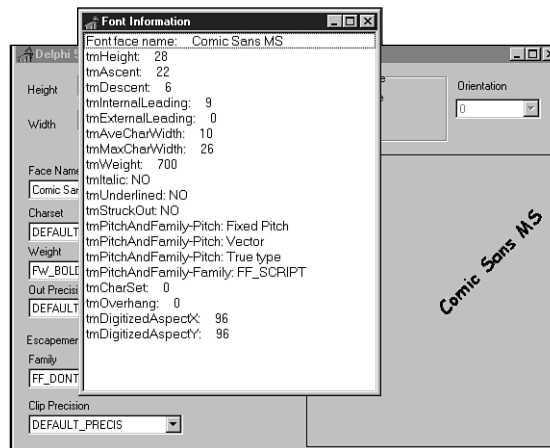 Font Information
Font face name: Comic Sans MS
tmHeight: 28
tmAscent: 22
tmDescent: 6
tmInternalLeading: 9
tmExternalLeading: 0
tmAveCharWidth: 10
tmMaxCharWidth: 26
tmWeight: 700
tmItalic: NO
tmUnderlined: NO
tmStruckOut: NO
tmPitchAndFamily-Pitch: Fixed Pitch
tmPitchAndFamily-Pitch: Vector
tmPitchAndFamily-Pitch: True type
tmPitchAndFamily-Family: FF_SCRIPT
tmCharSet: 0
tmOverhang: 0
tmDigitizedAspectX: 96
tmDigitizedAspectY: 96
Delphi
Height
Width
Face Name
Comic Sa
Charset
DEFAULT
Weight
FW_BOLD
Out Precisi
DEFAULT
Escapemen
Family
FF_DONT
Clip Precision
DEFAULT_PRECIS
Orientation
0
Comic Sans MS